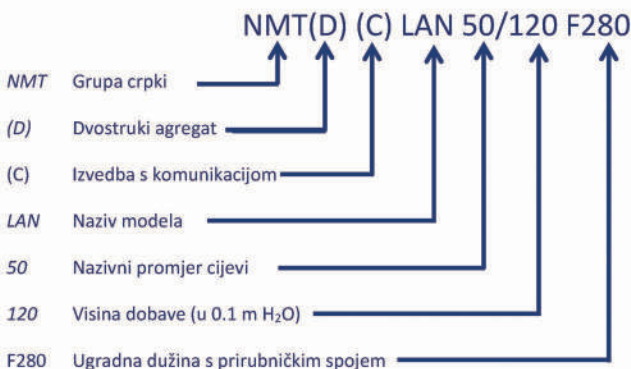 NMT(D) (C) LAN 50/120 F280
NMT Grupa crpki
(D) Dvostruki agregat
(C) Izvedba s komunikacijom
LAN Naziv modela
50 Nazivni promjer cijevi
120 Visina dobave (u 0.1 m H₂O)
F280 Ugradna dužina s prirubničkim spojem